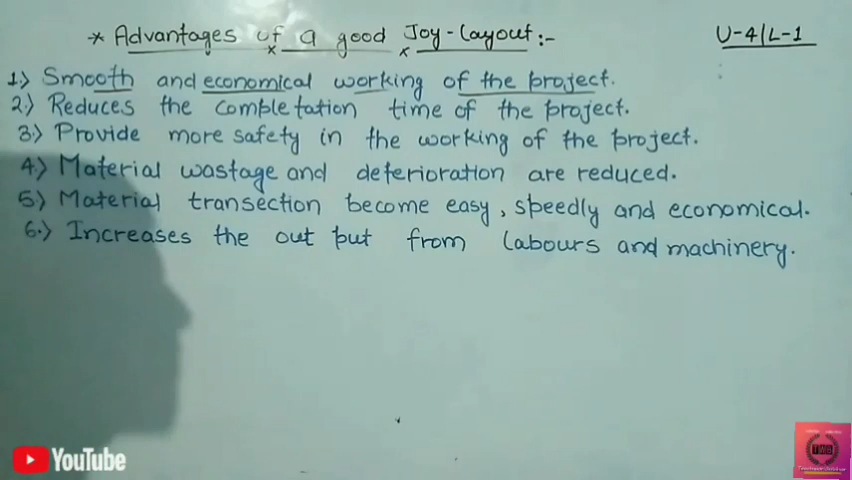 * Advantages of a good Joy-Layout:-
U-4/L-1
1.) Smooth and economical working of the project.
2.) Reduces the completation time of the project.
3.) Provide more safety in the working of the project.
4.) Material wastage and deterioration are reduced.
5.) Material transection become easy, speedly and economical.
6.) Increases the out put from labours and machinery.
YouTube
TWB